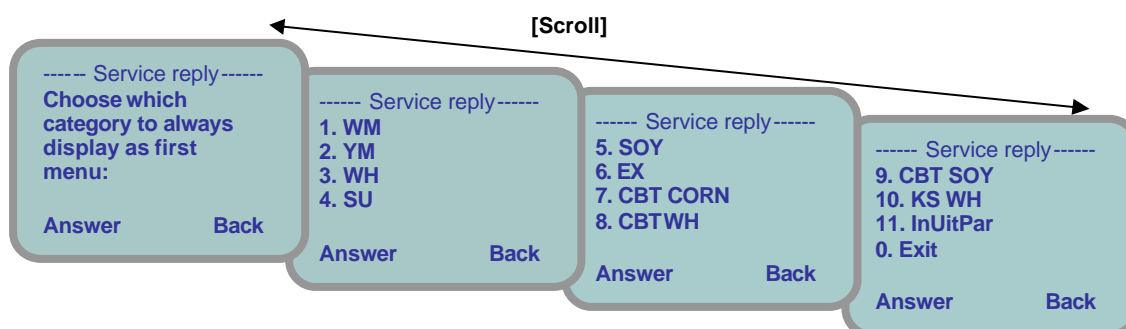 [Scroll]
------ Service reply------
Choose which
category to always
display as first
menu:
Answer Back
------ Service reply------
1. WM
2. YM
3. WH
4. SU
Answer Back
------ Service reply------
5. SOY
6. EX
7. CBT CORN
8. CBTWH
Answer Back
------ Service reply------
9. CBT SOY
10. KS WH
11. InUitPar
0. Exit
Answer Back